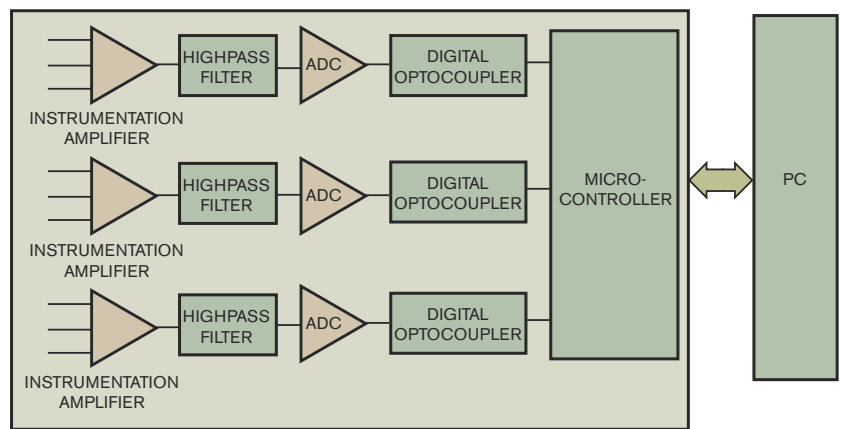 HIGHPASS
FILTER
ADC
DIGITAL
OPTOCOUPLER
INSTRUMENTATION
AMPLIFIER
HIGHPASS
FILTER
ADC
DIGITAL
OPTOCOUPLER
INSTRUMENTATION
AMPLIFIER
HIGHPASS
FILTER
ADC
DIGITAL
OPTOCOUPLER
INSTRUMENTATION
AMPLIFIER
MICRO-
CONTROLLER
PC